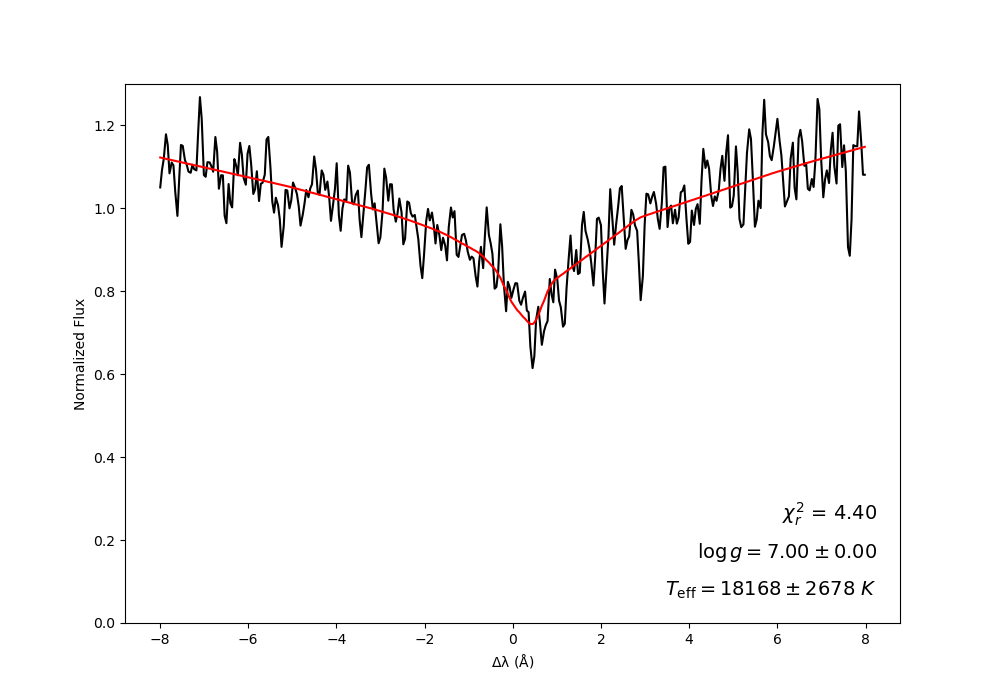 1.2
1.0
0.8
0.6
0.4
0.2
0.0
Normalized Flux
χ²ᵣ = 4.40
log g = 7.00 ± 0.00
T_eff = 18168 ± 2678 K
−8 −6 −4 −2 0 2 4 6 8
Δλ (Å)